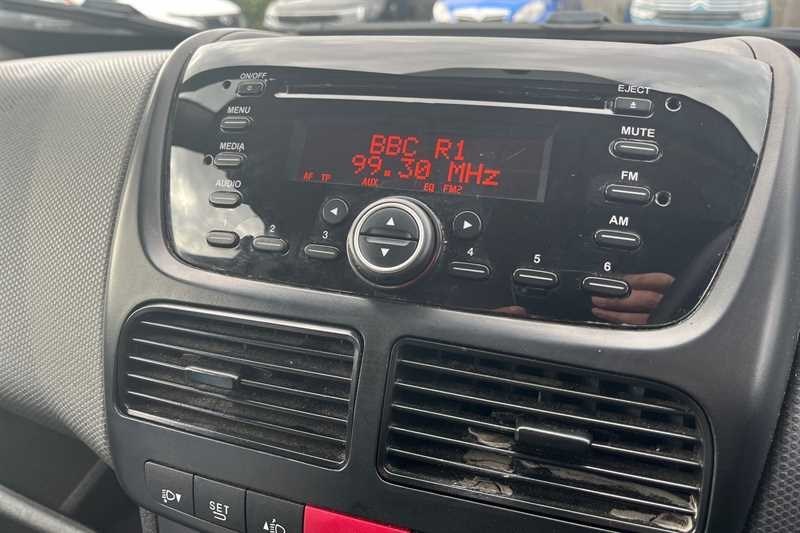 ON/OFF
EJECT
MENU
BBC R1
MUTE
MEDIA
99.30 MHz
AF TP AUX EQ FM2
FM
AUDIO
AM
1
2
3
4
5
6
SET